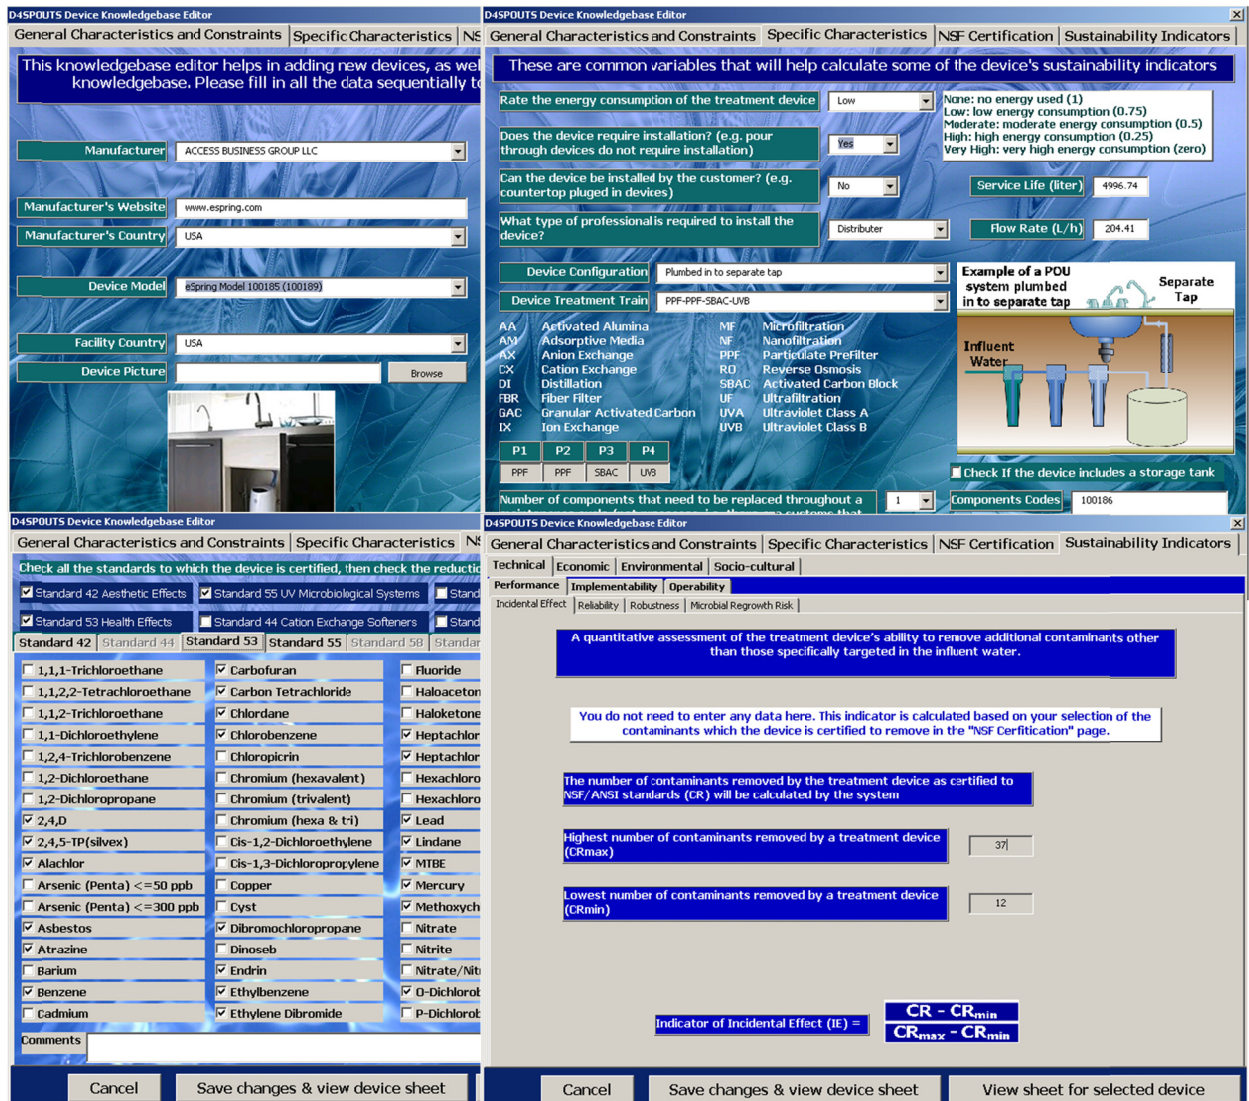 D4SPOUTS Device Knowledgebase Editor
General Characteristics and Constraints
Specific Characteristics
NS
This knowledgebase editor helps in adding new devices, as wel
knowledgebase. Please fill in all the data sequentially to
Manufacturer
ACCESS BUSINESS GROUP LLC
Manufacturer's Website
www.espring.com
Manufacturer's Country
USA
Device Model
eSpring Model 100185 (100189)
Facility Country
USA
Device Picture
Browse
D4SPOUTS Device Knowledgebase Editor
General Characteristics and Constraints
Specific Characteristics
NSF Certification
Sustainability Indicators
These are common variables that will help calculate some of the device's sustainability indicators
Rate the energy consumption of the treatment device
Low
None: no energy used (1)
Low: low energy consumption (0.75)
Moderate: moderate energy consumption (0.5)
High: high energy consumption (0.25)
Very High: very high energy consumption (zero)
Does the device require installation? (e.g. pour
through devices do not require installation)
Yes
Can the device be installed by the customer? (e.g.
countertop pluged in devices)
No
Service Life (liter)
4996.74
What type of professional is required to install the
device?
Distributer
Flow Rate (L/h)
204.41
Device Configuration
Plumbed in to separate tap
Device Treatment Train
PPF-PPF-SBAC-UVB
AA Activated Alumina
AM Adsorptive Media
AX Anion Exchange
CX Cation Exchange
DI Distillation
FBR Fiber Filter
GAC Granular Activated Carbon
IX Ion Exchange
MF Microfiltration
NF Nanofiltration
PPF Particulate PreFilter
RO Reverse Osmosis
SBAC Activated Carbon Block
UF Ultrafiltration
UVA Ultraviolet Class A
UVB Ultraviolet Class B
Example of a POU
system plumbed
in to separate tap
Separate
Tap
Influent
Water
P1 P2 P3 P4
PPF PPF SBAC UVB
Check If the device includes a storage tank
Number of components that need to be replaced throughout a
1
Components Codes
100186
D4SPOUTS Device Knowledgebase Editor
General Characteristics and Constraints
Specific Characteristics
NS
Check all the standards to which the device is certified, then check the reductio
Standard 42 Aesthetic Effects
Standard 55 UV Microbiological Systems
Stand
Standard 53 Health Effects
Standard 44 Cation Exchange Softeners
Stand
Standard 42
Standard 44
Standard 53
Standard 55
Standard 58
Standar
1,1,1-Trichloroethane
1,1,2,2-Tetrachloroethane
1,1,2-Trichloroethane
1,1-Dichloroethylene
1,2,4-Trichlorobenzene
1,2-Dichloroethane
1,2-Dichloropropane
2,4,D
2,4,5-TP(silvex)
Alachlor
Arsenic (Penta) <=50 ppb
Arsenic (Penta) <=300 ppb
Asbestos
Atrazine
Barium
Benzene
Cadmium
Carbofuran
Carbon Tetrachloride
Chlordane
Chlorobenzene
Chloropicrin
Chromium (hexavalent)
Chromium (trivalent)
Chromium (hexa & tri)
Cis-1,2-Dichloroethylene
Cis-1,3-Dichloropropylene
Copper
Cyst
Dibromochloropropane
Dinoseb
Endrin
Ethylbenzene
Ethylene Dibromide
Fluoride
Haloaceton
Haloketone
Heptachlor
Heptachlor
Hexachloro
Hexachloro
Lead
Lindane
MTBE
Mercury
Methoxych
Nitrate
Nitrite
Nitrate/Nit
O-Dichlorob
P-Dichlorob
Comments
Cancel
Save changes & view device sheet
D4SPOUTS Device Knowledgebase Editor
General Characteristics and Constraints
Specific Characteristics
NSF Certification
Sustainability Indicators
Technical
Economic
Environmental
Socio-cultural
Performance
Implementability
Operability
Incidental Effect
Reliability
Robustness
Microbial Regrowth Risk
A quantitative assessment of the treatment device's ability to remove additional contaminants other
than those specifically targeted in the influent water.
You do not need to enter any data here. This indicator is calculated based on your selection of the
contaminants which the device is certified to remove in the "NSF Cerfitication" page.
The number of contaminants removed by the treatment device as certified to
NSF/ANSI standards (CR) will be calculated by the system
Highest number of contaminants removed by a treatment device
(CRmax)
37
Lowest number of contaminants removed by a treatment device
(CRmin)
12
Indicator of Incidental Effect (IE) =
CR - CRmin
CRmax - CRmin
Cancel
Save changes & view device sheet
View sheet for selected device